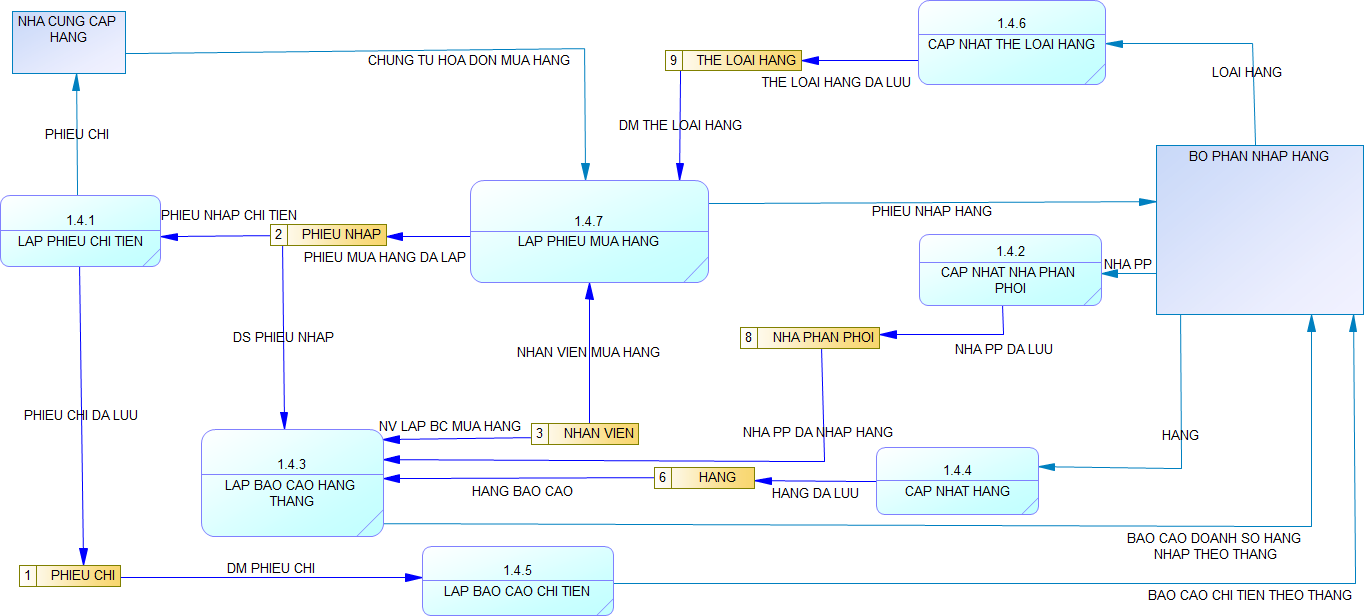 NHA CUNG CAP
HANG
CHUNG TU HOA DON MUA HANG
9 THE LOAI HANG
1.4.6
CAP NHAT THE LOAI HANG
THE LOAI HANG DA LUU
LOAI HANG
PHIEU CHI
DM THE LOAI HANG
BO PHAN NHAP HANG
1.4.1
LAP PHIEU CHI TIEN
PHIEU NHAP CHI TIEN
2 PHIEU NHAP
PHIEU MUA HANG DA LAP
1.4.7
LAP PHIEU MUA HANG
PHIEU NHAP HANG
1.4.2
CAP NHAT NHA PHAN
PHOI
NHA PP
DS PHIEU NHAP
NHAN VIEN MUA HANG
8 NHA PHAN PHOI
NHA PP DA LUU
PHIEU CHI DA LUU
NV LAP BC MUA HANG
3 NHAN VIEN
NHA PP DA NHAP HANG
HANG
1.4.3
LAP BAO CAO HANG
THANG
HANG BAO CAO
6 HANG
HANG DA LUU
1.4.4
CAP NHAT HANG
BAO CAO DOANH SO HANG
NHAP THEO THANG
1 PHIEU CHI
DM PHIEU CHI
1.4.5
LAP BAO CAO CHI TIEN
BAO CAO CHI TIEN THEO THANG